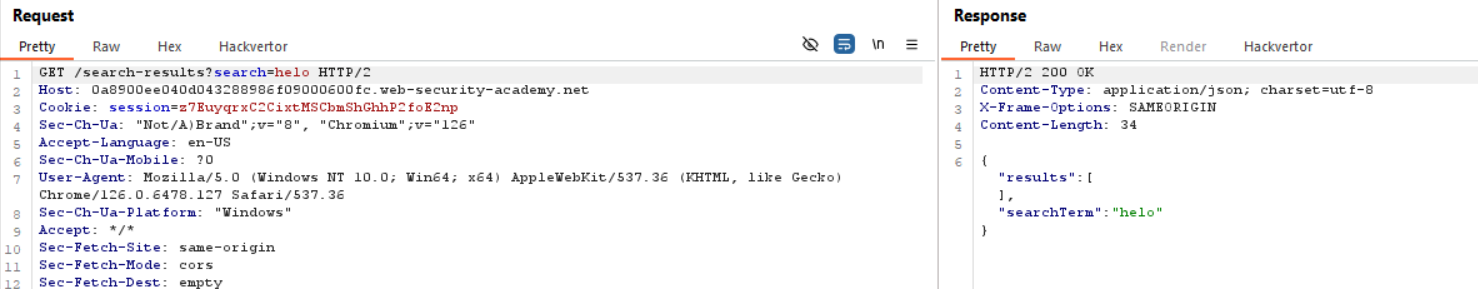 Request
Pretty Raw Hex Hackvertor \n
1 GET /search-results?search=helo HTTP/2
2 Host: 0a8900ee040d043288986f09000600fc.web-security-academy.net
3 Cookie: session=z7EuyqrxC2CixtMSCbmShGhhP2foE2np
4 Sec-Ch-Ua: "Not/A)Brand";v="8", "Chromium";v="126"
5 Accept-Language: en-US
6 Sec-Ch-Ua-Mobile: ?0
7 User-Agent: Mozilla/5.0 (Windows NT 10.0; Win64; x64) AppleWebKit/537.36 (KHTML, like Gecko)
Chrome/126.0.6478.127 Safari/537.36
8 Sec-Ch-Ua-Platform: "Windows"
9 Accept: */*
10 Sec-Fetch-Site: same-origin
11 Sec-Fetch-Mode: cors
12 Sec-Fetch-Dest: empty
Response
Pretty Raw Hex Render Hackvertor
1 HTTP/2 200 OK
2 Content-Type: application/json; charset=utf-8
3 X-Frame-Options: SAMEORIGIN
4 Content-Length: 34
5
6 {
"results":[
],
"searchTerm":"helo"
}